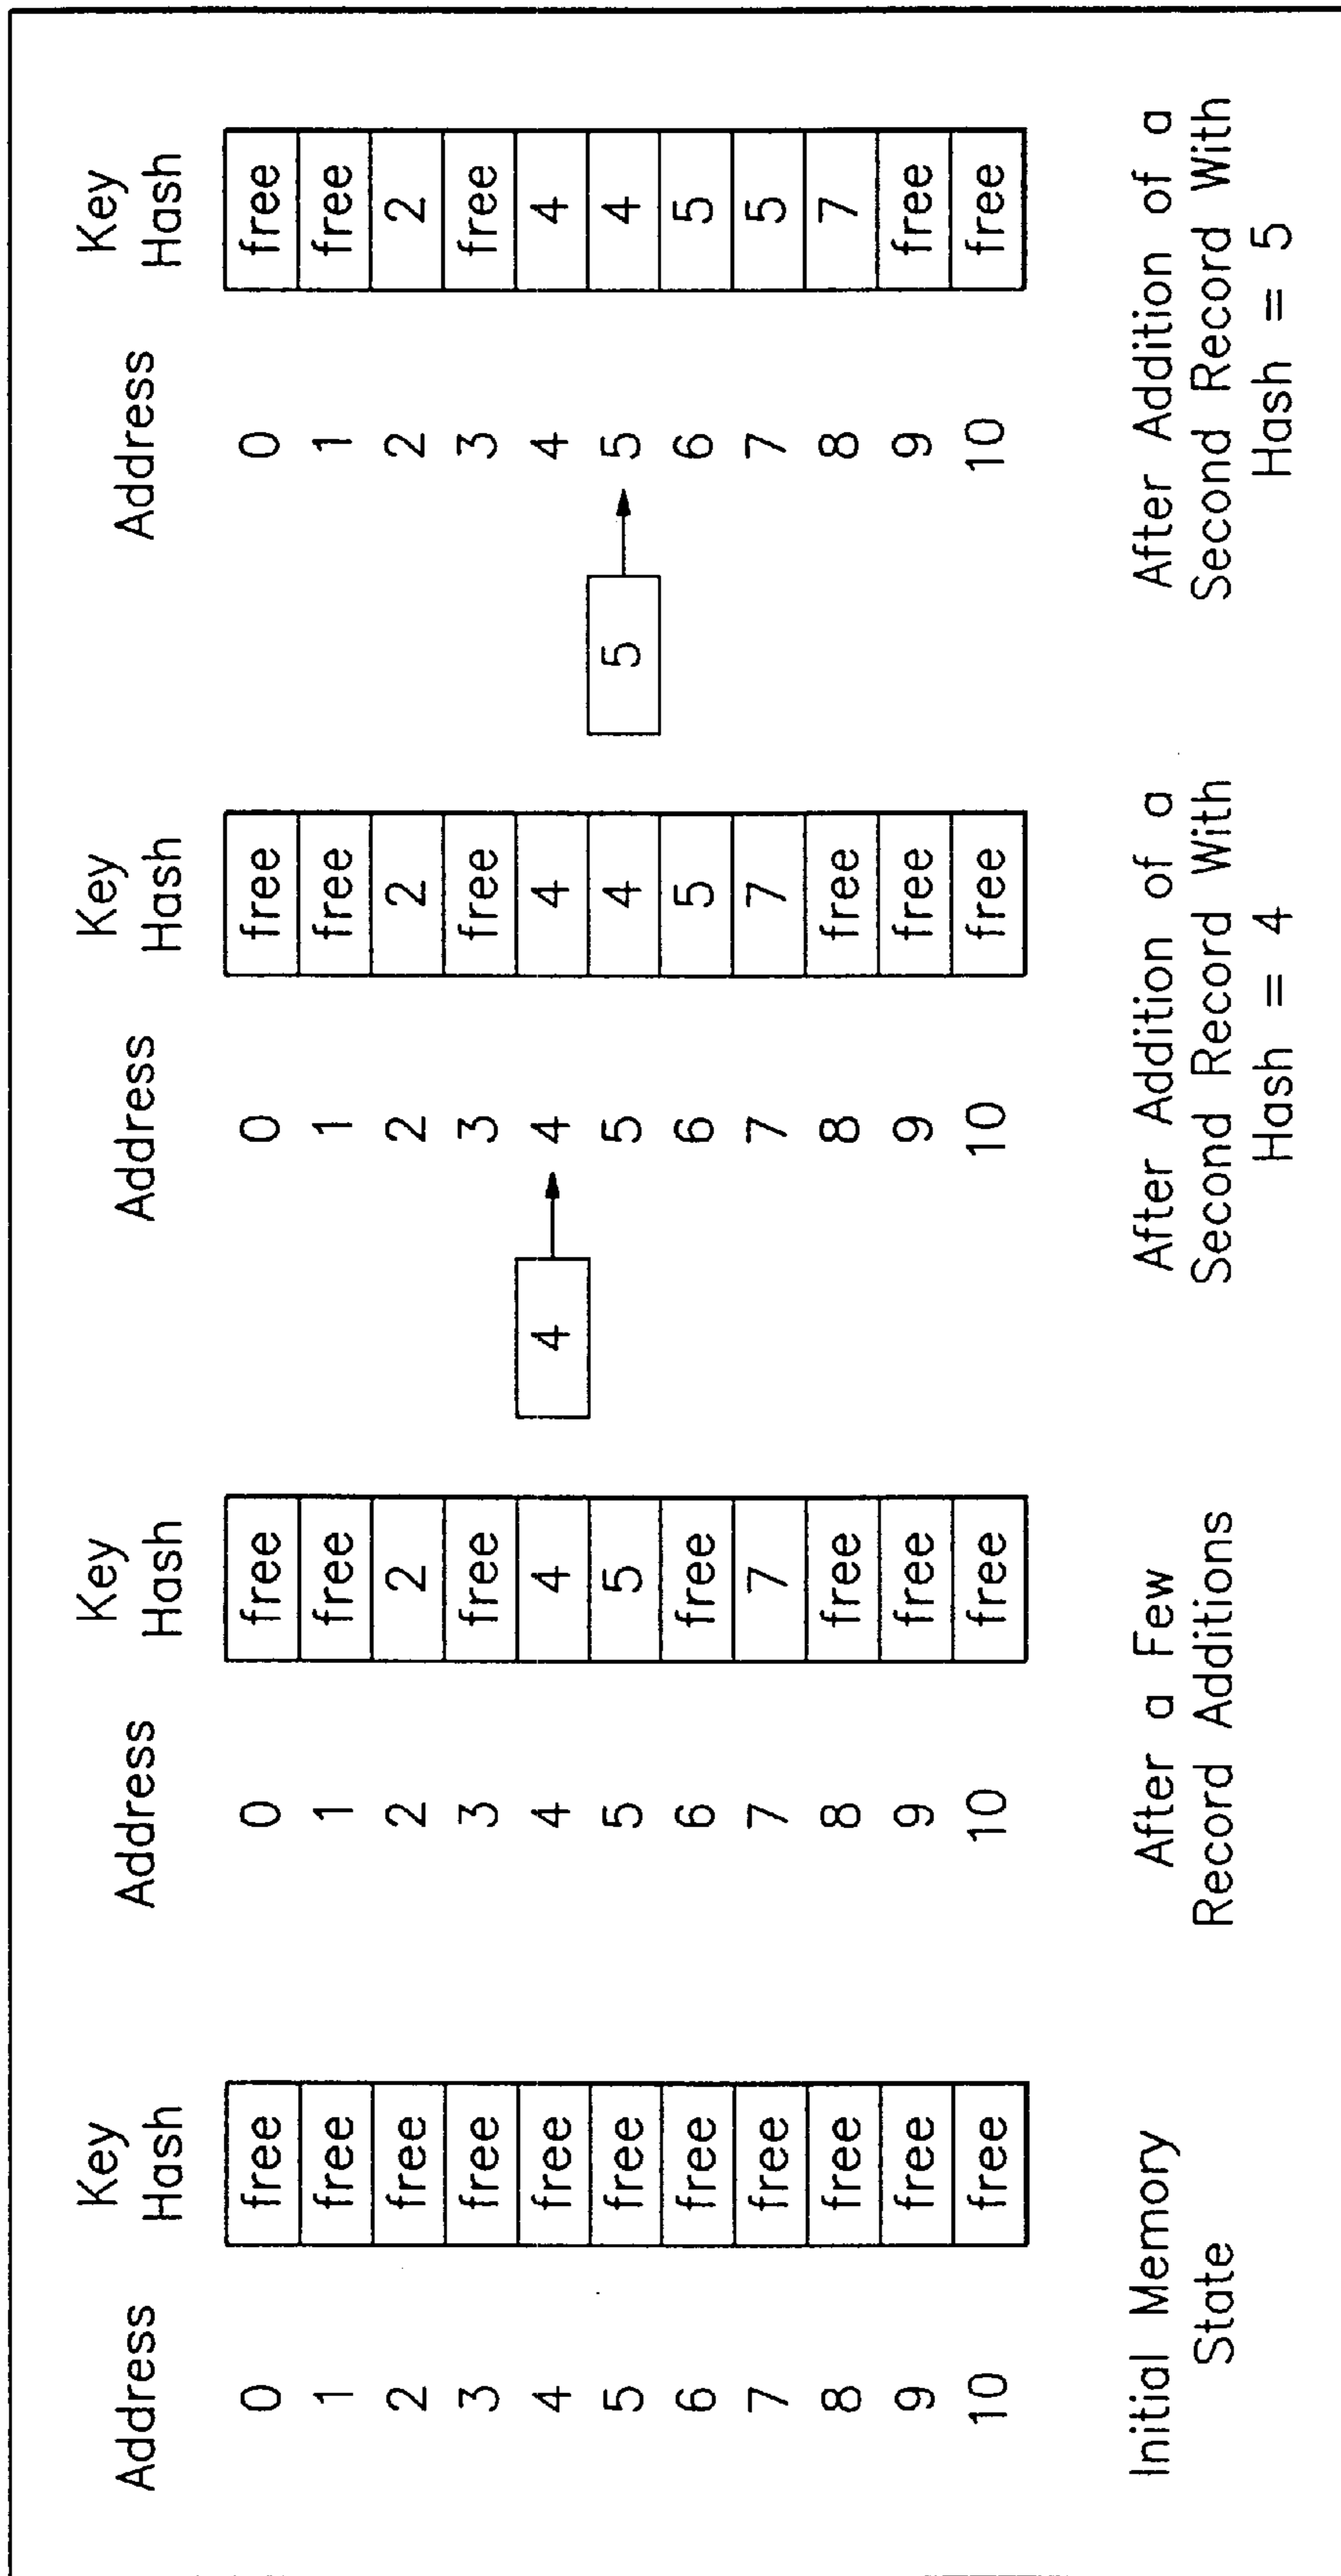 Address
Key
Hash
0 free
1 free
2 free
3 free
4 free
5 free
6 free
7 free
8 free
9 free
10 free
Initial Memory
State
Address
Key
Hash
0 free
1 free
2 2
3 free
4 4
5 5
6 free
7 7
8 free
9 free
10 free
After a Few
Record Additions
4
Address
Key
Hash
0 free
1 free
2 2
3 free
4 4
5 4
6 5
7 7
8 free
9 free
10 free
After Addition of a
Second Record With
Hash = 4
5
Address
Key
Hash
0 free
1 free
2 2
3 free
4 4
5 4
6 5
7 5
8 7
9 free
10 free
After Addition of a
Second Record With
Hash = 5